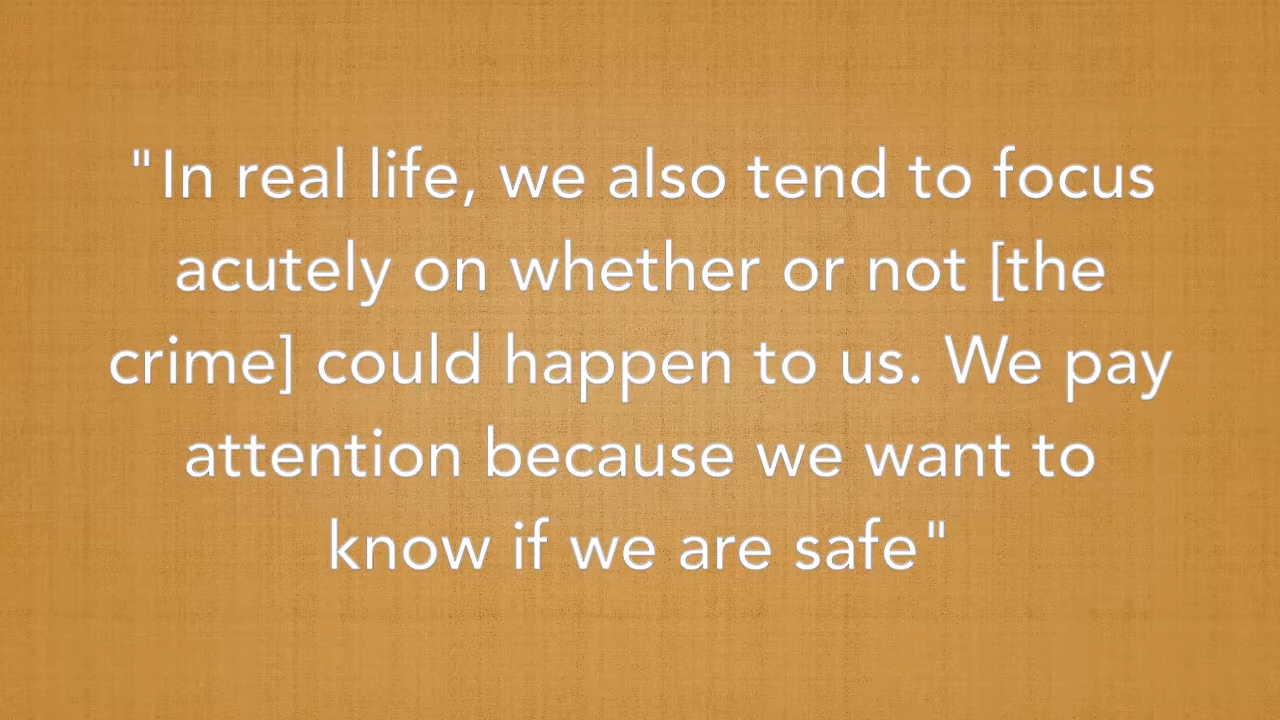 "In real life, we also tend to focus
acutely on whether or not [the
crime] could happen to us. We pay
attention because we want to
know if we are safe"